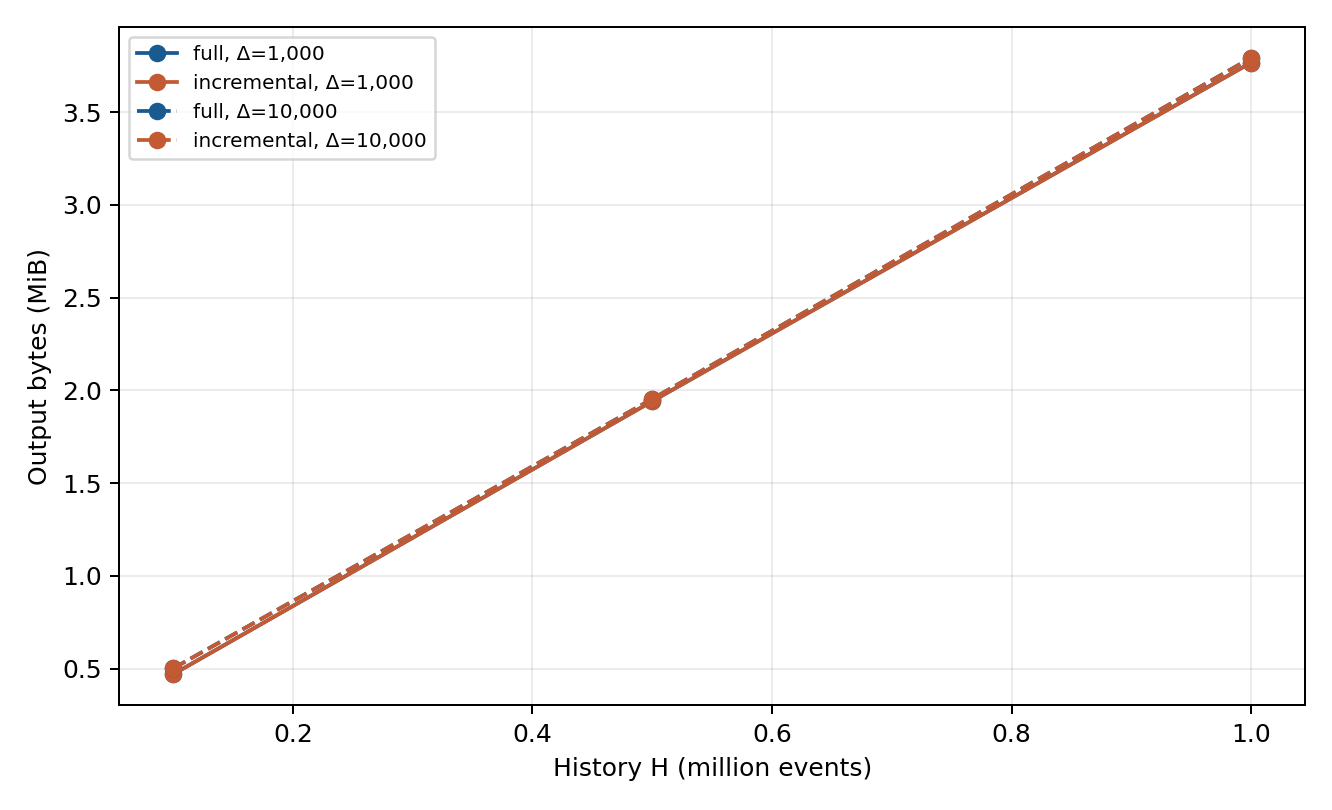 full, Δ=1,000
incremental, Δ=1,000
full, Δ=10,000
incremental, Δ=10,000
Output bytes (MiB)
3.5
3.0
2.5
2.0
1.5
1.0
0.5
0.2 0.4 0.6 0.8 1.0
History H (million events)